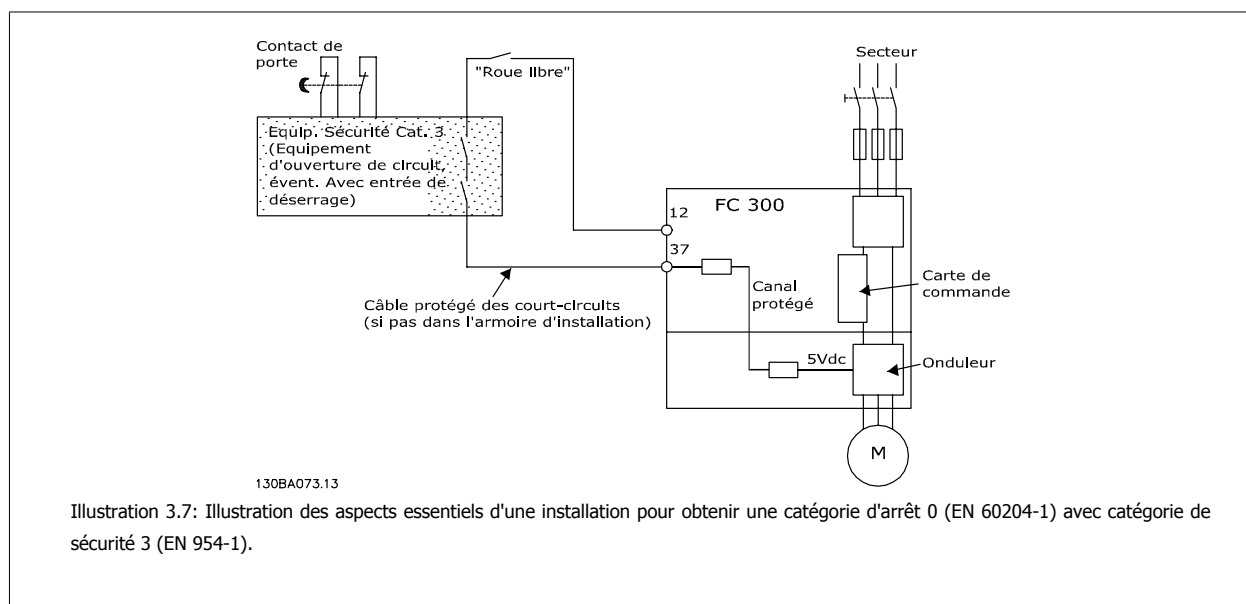 Contact de
porte
"Roue libre"
Secteur
Equip. Sécurité Cat. 3
(Equipement
d'ouverture de circuit,
évent. Avec entrée de
déserrage)
FC 300
12
37
Câble protégé des court-circuits
(si pas dans l'armoire d'installation)
Canal
protégé
Carte de
commande
5Vdc
Onduleur
M
130BA073.13
Illustration 3.7: Illustration des aspects essentiels d'une installation pour obtenir une catégorie d'arrêt 0 (EN 60204-1) avec catégorie de
sécurité 3 (EN 954-1).